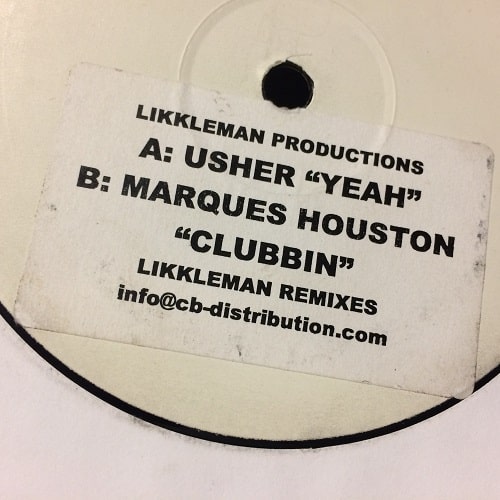 LIKKLEMAN PRODUCTIONS
A: USHER “YEAH”
B: MARQUES HOUSTON
“CLUBBIN”
LIKKLEMAN REMIXES
info@cb-distribution.com